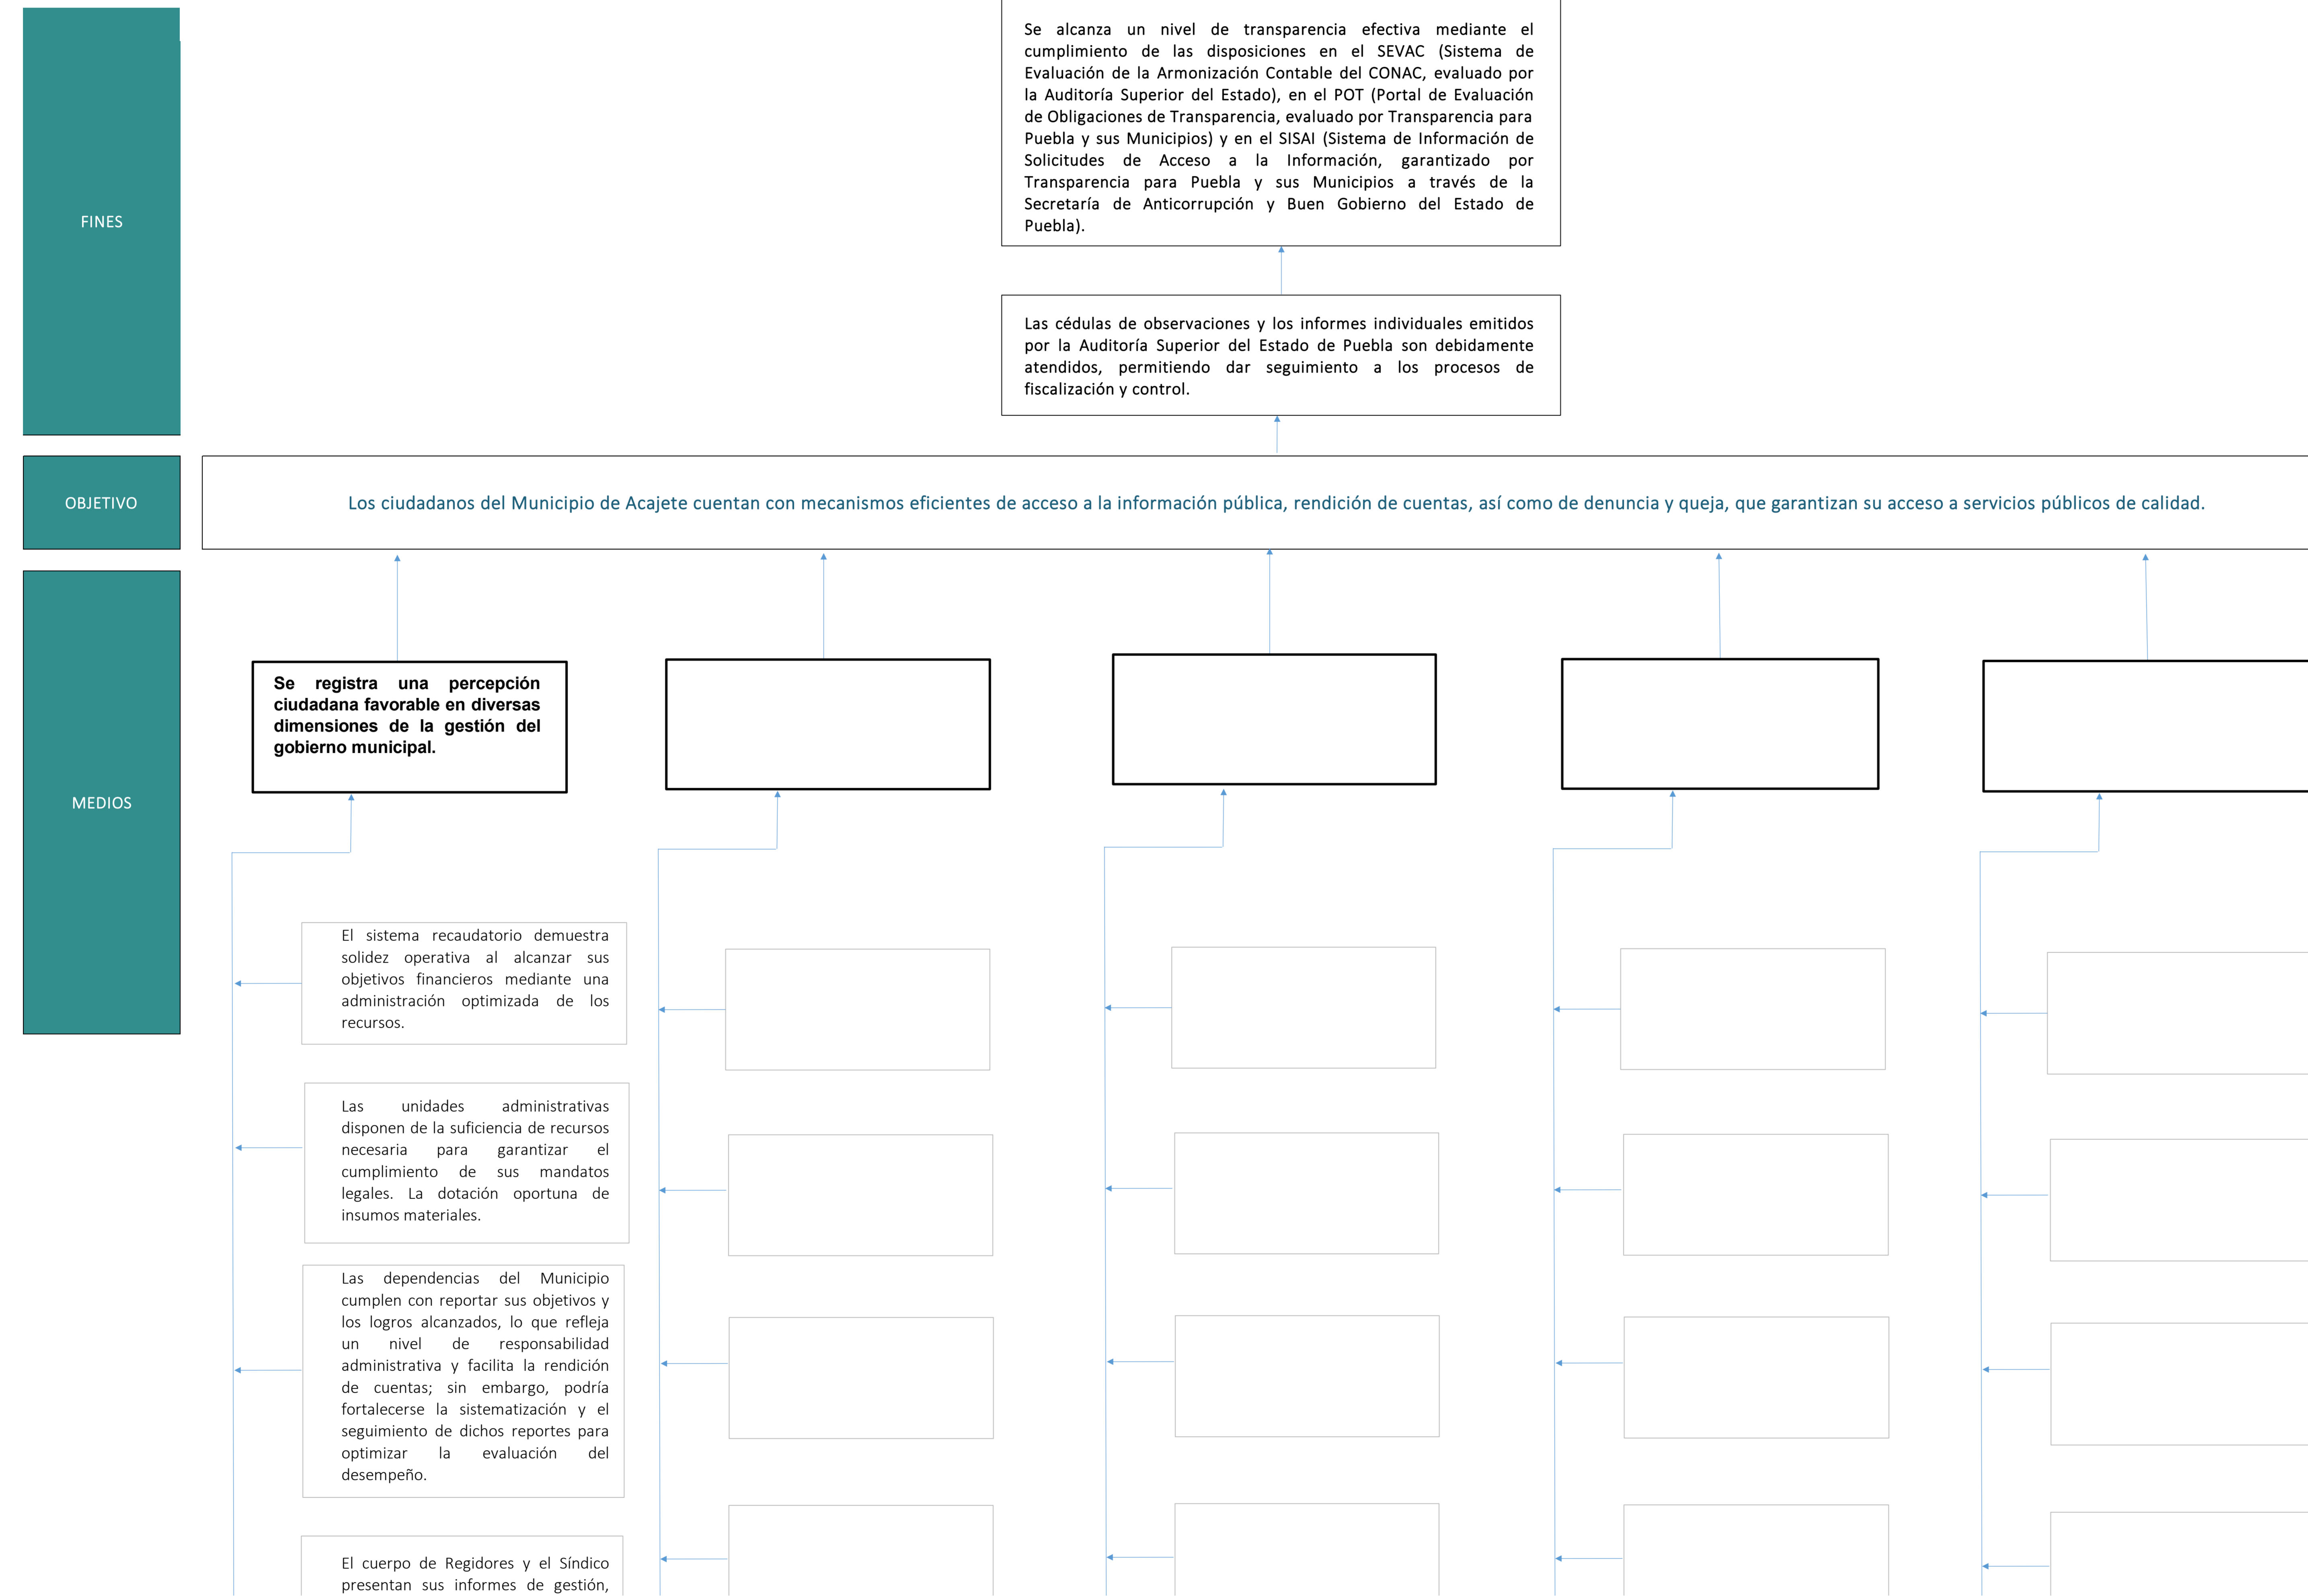 Se alcanza un nivel de transparencia efectiva mediante el
cumplimiento de las disposiciones en el SEVAC (Sistema de
Evaluación de la Armonización Contable del CONAC, evaluado por
la Auditoría Superior del Estado), en el POT (Portal de Evaluación
de Obligaciones de Transparencia, evaluado por Transparencia para
Puebla y sus Municipios) y en el SISAI (Sistema de Información de
Solicitudes de Acceso a la Información, garantizado por
Transparencia para Puebla y sus Municipios a través de la
Secretaría de Anticorrupción y Buen Gobierno del Estado de
Puebla).
FINES
Las cédulas de observaciones y los informes individuales emitidos
por la Auditoría Superior del Estado de Puebla son debidamente
atendidos, permitiendo dar seguimiento a los procesos de
fiscalización y control.
OBJETIVO
Los ciudadanos del Municipio de Acajete cuentan con mecanismos eficientes de acceso a la información pública, rendición de cuentas, así como de denuncia y queja, que garantizan su acceso a servicios públicos de calidad.
MEDIOS
Se registra una percepción
ciudadana favorable en diversas
dimensiones de la gestión del
gobierno municipal.
El sistema recaudatorio demuestra
solidez operativa al alcanzar sus
objetivos financieros mediante una
administración optimizada de los
recursos.
Las unidades administrativas
disponen de la suficiencia de recursos
necesaria para garantizar el
cumplimiento de sus mandatos
legales. La dotación oportuna de
insumos materiales.
Las dependencias del Municipio
cumplen con reportar sus objetivos y
los logros alcanzados, lo que refleja
un nivel de responsabilidad
administrativa y facilita la rendición
de cuentas; sin embargo, podría
fortalecerse la sistematización y el
seguimiento de dichos reportes para
optimizar la evaluación del
desempeño.
El cuerpo de Regidores y el Síndico
presentan sus informes de gestión,